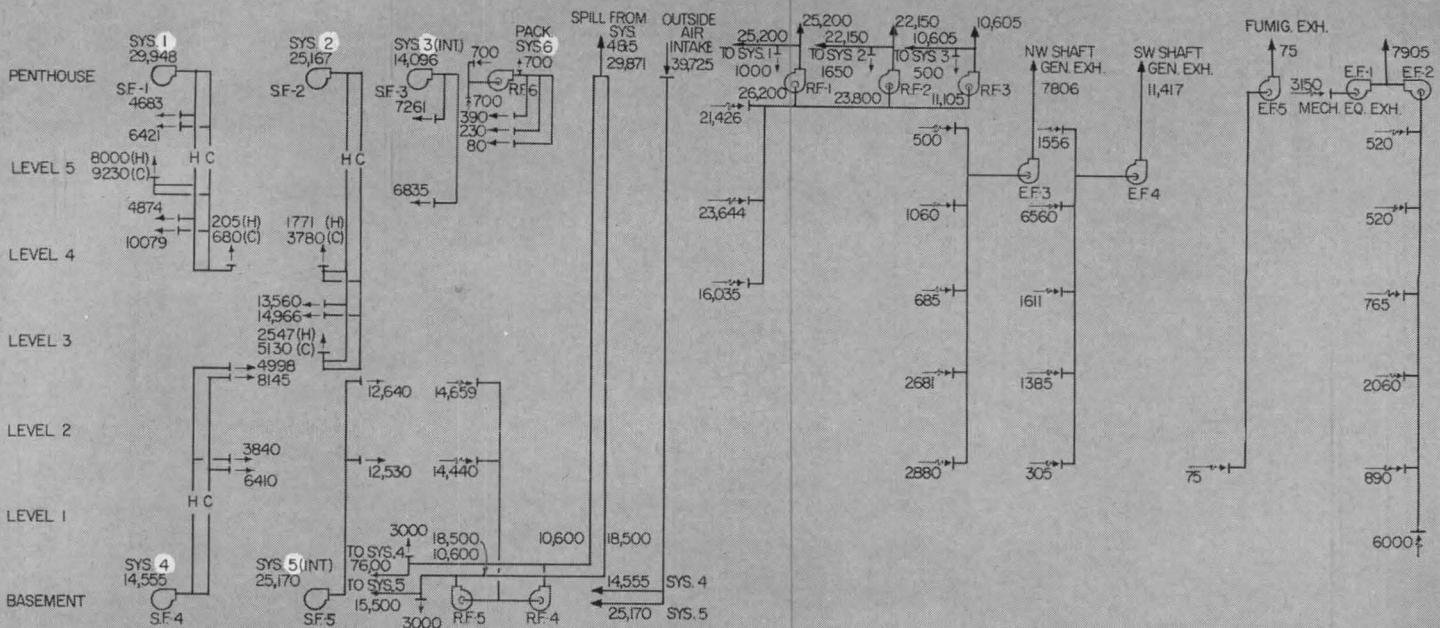 SYS. 1
29,948
S.F.-1
4683
6421
8000 (H)
9230 (C)
4874
10079
H C
205 (H)
680 (C)
SYS. 2
25,167
S.F.-2
H C
1771 (H)
3780 (C)
13,560
14,966
2547 (H)
5130 (C)
SYS. 3 (INT)
14,096
S.F.-3
7261
6835
700
PACK.
SYS. 6
700
R.F.6
700
390
230
80
SPILL FROM
SYS.
4&5
29,871
OUTSIDE
AIR
INTAKE
39,725
25,200
25,200
TO SYS. 1
1000
RF-1
26,200
22,150
22,150
TO SYS 2
1650
RF-2
23,800
10,605
10,605
TO SYS 3
500
RF.3
11,105
21,426
23,644
16,035
NW SHAFT
GEN. EXH.
7806
500
E.F.3
1060
685
2681
2880
SW SHAFT
GEN. EXH.
11,417
1556
E.F.4
6560
1611
1385
305
FUMIG. EXH.
75
E.F.5
75
7905
E.F.-1
E.F.-2
3150
MECH. EQ. EXH.
520
520
765
2060
890
6000
PENTHOUSE
LEVEL 5
LEVEL 4
LEVEL 3
LEVEL 2
LEVEL 1
BASEMENT
4998
8145
3840
6410
H C
SYS. 4
14,555
S.F.-4
12,640
12,530
SYS. 5 (INT)
25,170
S.F.5
14,659
14,440
3000
18,500
10,600
10,600
18,500
TO SYS.4
76,00
TO SYS.5
15,500
3000
R.F.-5
R.F.-4
14,555 SYS. 4
25,170 SYS. 5